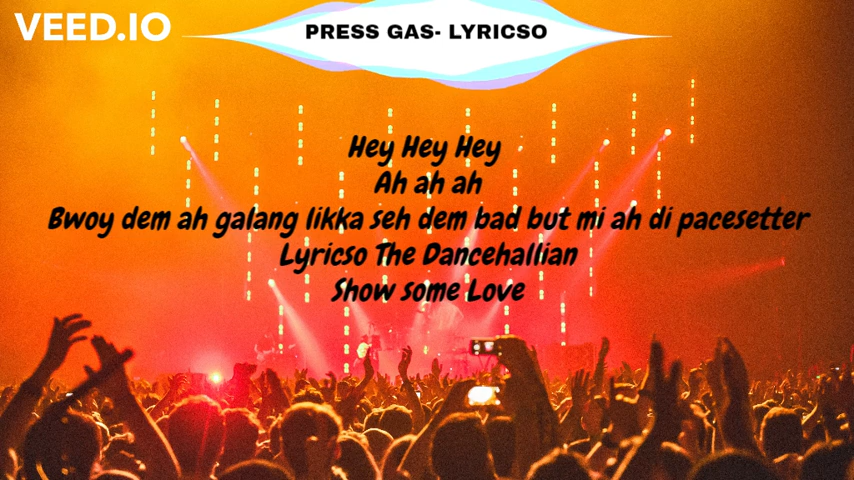 VEED.IO
PRESS GAS- LYRICSO
Hey Hey Hey
Ah ah ah
Bwoy dem ah galang likka seh dem bad but mi ah di pacesetter
Lyricso The Dancehallian
Show some Love